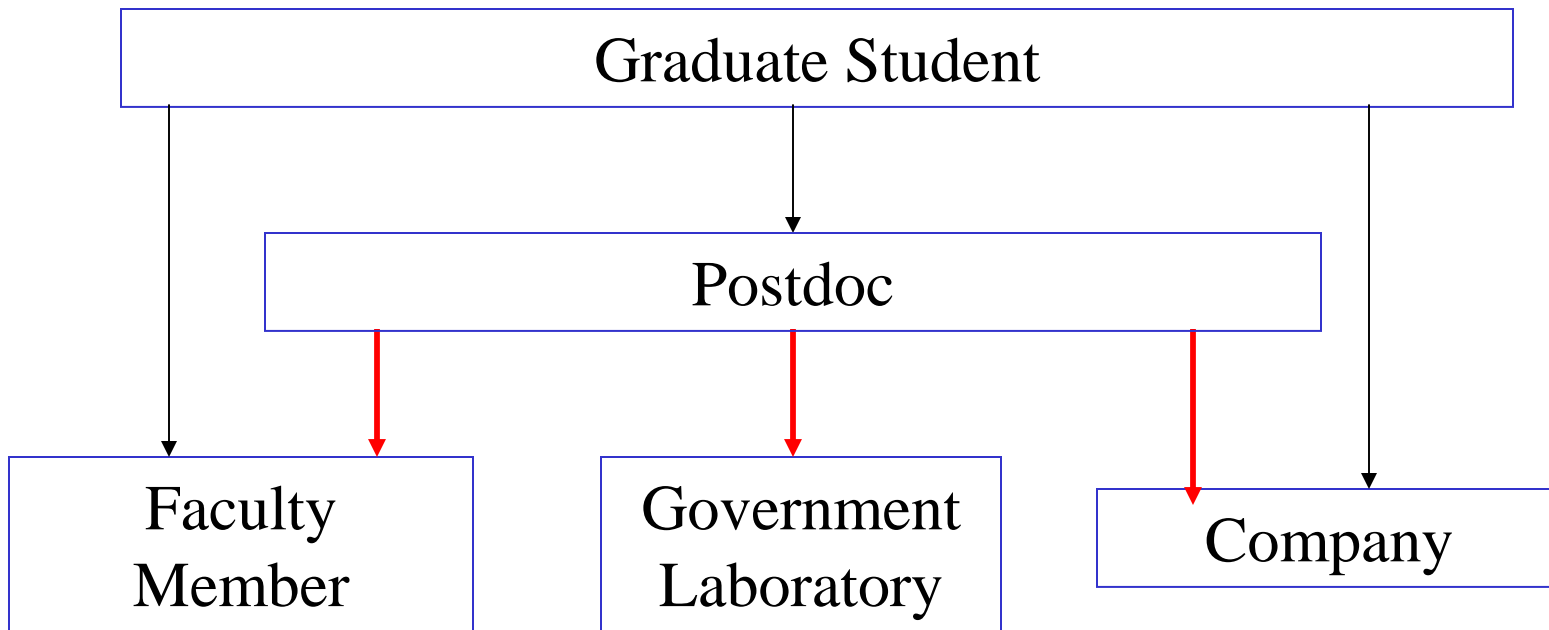 Graduate Student
Postdoc
Faculty
Member
Government
Laboratory
Company